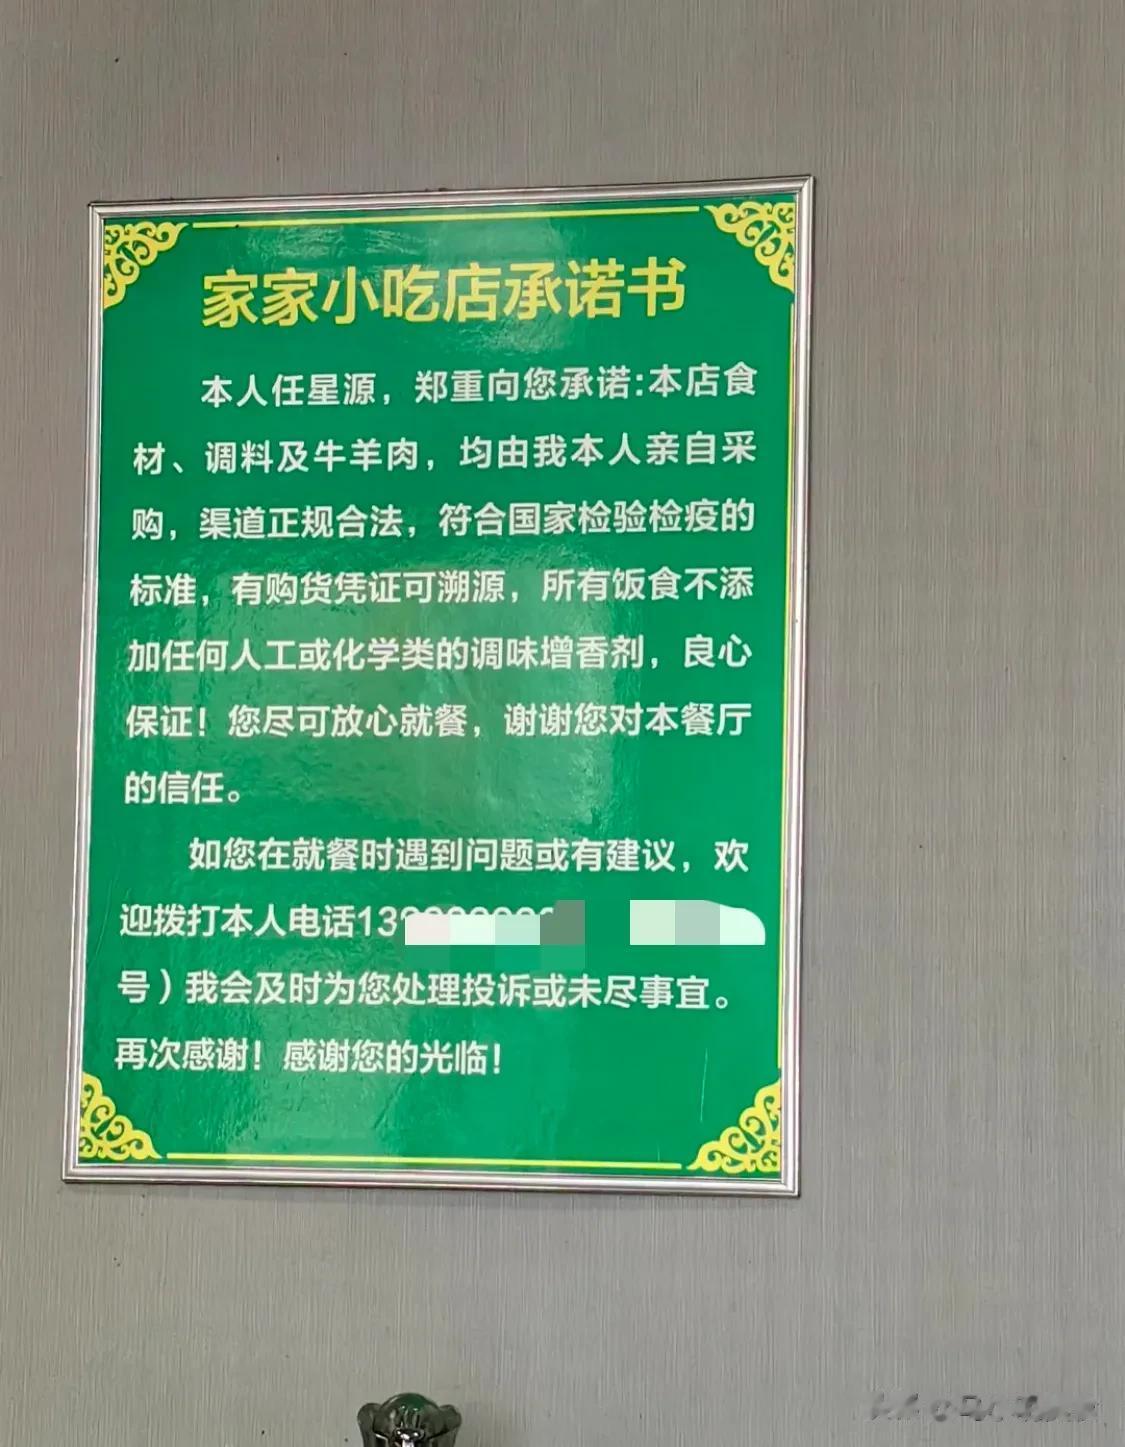 家家小吃店承诺书
本人任星源，郑重向您承诺:本店食
材、调料及牛羊肉，均由我本人亲自采
购，渠道正规合法，符合国家检验检疫的
标准，有购货凭证可溯源，所有饭食不添
加任何人工或化学类的调味增香剂，良心
保证！您尽可放心就餐，谢谢您对本餐厅
的信任。
如您在就餐时遇到问题或有建议，欢
迎拨打本人电话13
号）我会及时为您处理投诉或未尽事宜。
再次感谢！感谢您的光临！